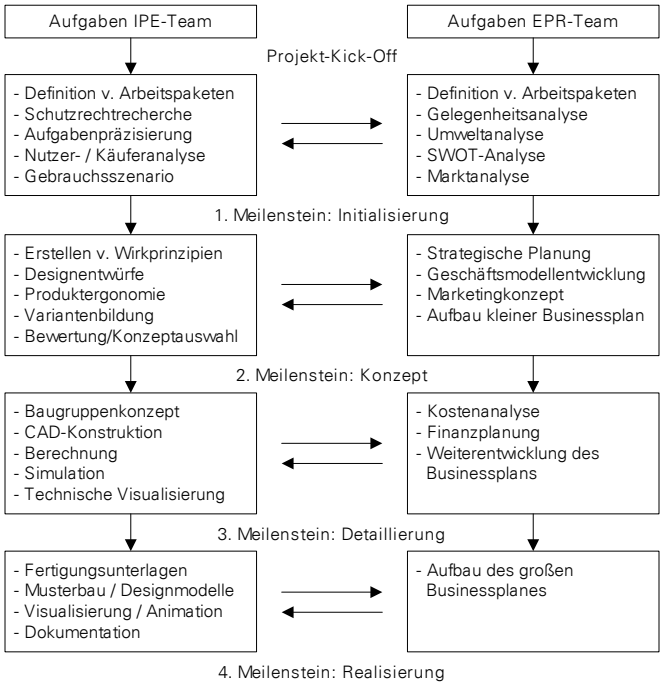 Aufgaben IPE-Team
Aufgaben EPR-Team
Projekt-Kick-Off
- Definition v. Arbeitspaketen
- Schutzrechtrecherche
- Aufgabenpräzisierung
- Nutzer- / Käuferanalyse
- Gebrauchsszenario
- Definition v. Arbeitspaketen
- Gelegenheitsanalyse
- Umweltanalyse
- SWOT-Analyse
- Marktanalyse
1. Meilenstein: Initialisierung
- Erstellen v. Wirkprinzipien
- Designentwürfe
- Produktergonomie
- Variantenbildung
- Bewertung/Konzeptauswahl
- Strategische Planung
- Geschäftsmodellentwicklung
- Marketingkonzept
- Aufbau kleiner Businessplan
2. Meilenstein: Konzept
- Baugruppenkonzept
- CAD-Konstruktion
- Berechnung
- Simulation
- Technische Visualisierung
- Kostenanalyse
- Finanzplanung
- Weiterentwicklung des
Businessplans
3. Meilenstein: Detaillierung
- Fertigungsunterlagen
- Musterbau / Designmodelle
- Visualisierung / Animation
- Dokumentation
- Aufbau des großen
Businessplanes
4. Meilenstein: Realisierung